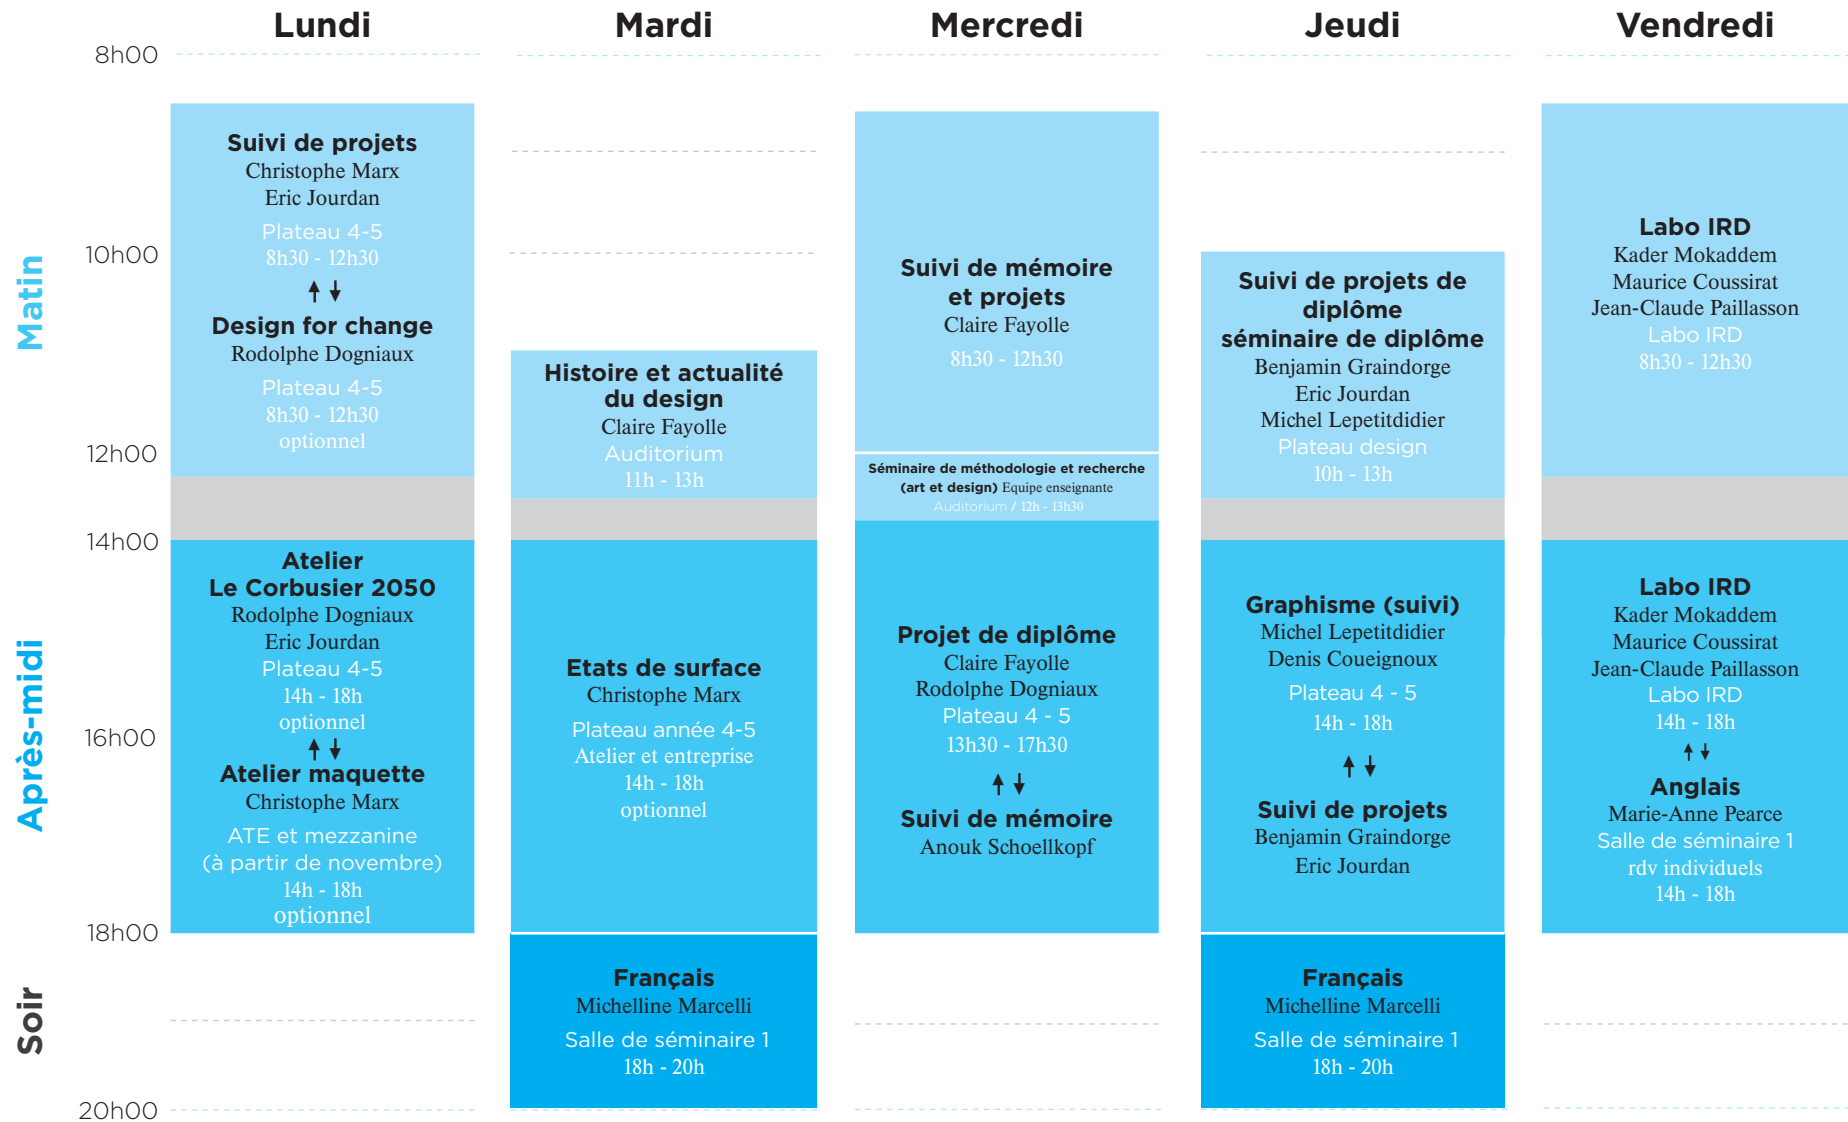 Lundi
Mardi
Mercredi
Jeudi
Vendredi
8h00
10h00
12h00
14h00
16h00
18h00
20h00
Matin
Après-midi
Soir
Suivi de projets
Christophe Marx
Eric Jourdan
Plateau 4-5
8h30 - 12h30
Design for change
Rodolphe Dogniaux
Plateau 4-5
8h30 - 12h30
optionnel
Atelier
Le Corbusier 2050
Rodolphe Dogniaux
Eric Jourdan
Plateau 4-5
14h - 18h
optionnel
Atelier maquette
Christophe Marx
ATE et mezzanine
(à partir de novembre)
14h - 18h
optionnel
Histoire et actualité
du design
Claire Fayolle
Auditorium
11h - 13h
Etats de surface
Christophe Marx
Plateau année 4-5
Atelier et entreprise
14h - 18h
optionnel
Français
Michelline Marcelli
Salle de séminaire 1
18h - 20h
Suivi de mémoire
et projets
Claire Fayolle
8h30 - 12h30
Séminaire de méthodologie et recherche
(art et design) Equipe enseignante
Auditorium / 12h - 13h30
Projet de diplôme
Claire Fayolle
Rodolphe Dogniaux
Plateau 4 - 5
13h30 - 17h30
Suivi de mémoire
Anouk Schoellkopf
Suivi de projets de
diplôme
séminaire de diplôme
Benjamin Graindorge
Eric Jourdan
Michel Lepetitdidier
Plateau design
10h - 13h
Graphisme (suivi)
Michel Lepetitdidier
Denis Coueignoux
Plateau 4 - 5
14h - 18h
Suivi de projets
Benjamin Graindorge
Eric Jourdan
Français
Michelline Marcelli
Salle de séminaire 1
18h - 20h
Labo IRD
Kader Mokaddem
Maurice Coussirat
Jean-Claude Paillasson
Labo IRD
8h30 - 12h30
Labo IRD
Kader Mokaddem
Maurice Coussirat
Jean-Claude Paillasson
Labo IRD
14h - 18h
Anglais
Marie-Anne Pearce
Salle de séminaire 1
rdv individuels
14h - 18h